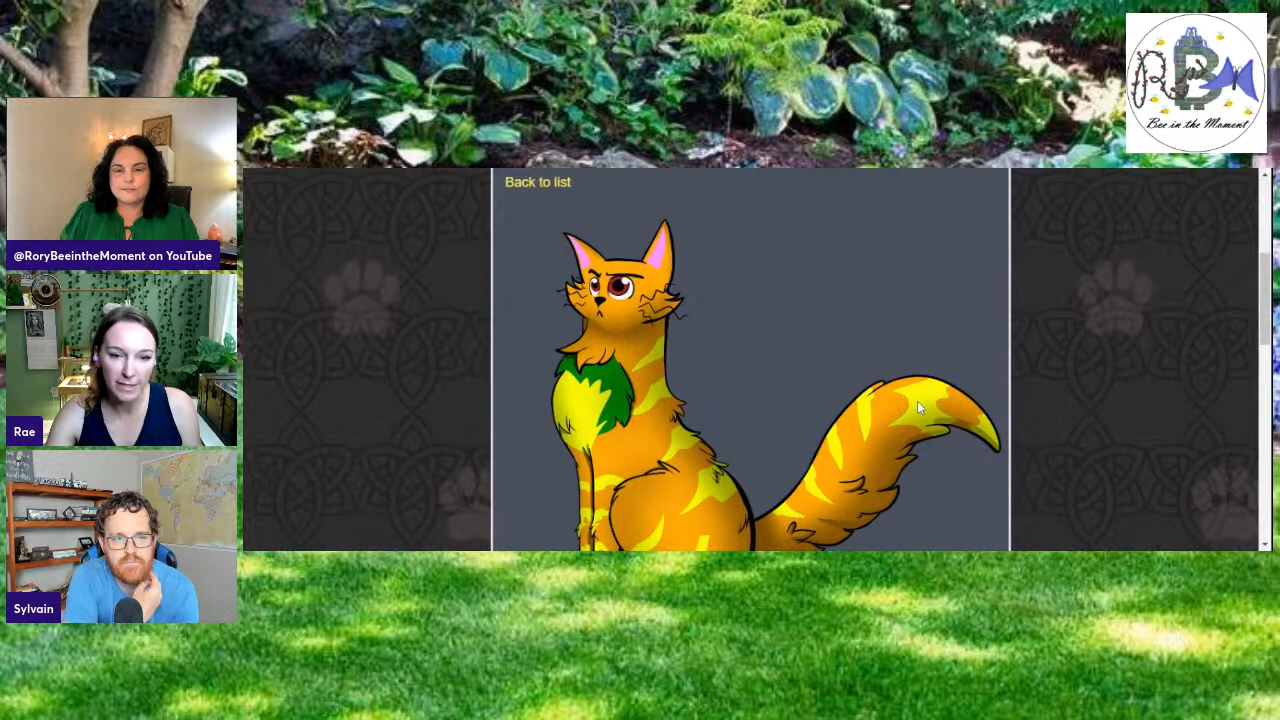 Bee in the Moment
Back to list
@RoryBeeintheMoment on YouTube
Rae
Sylvain